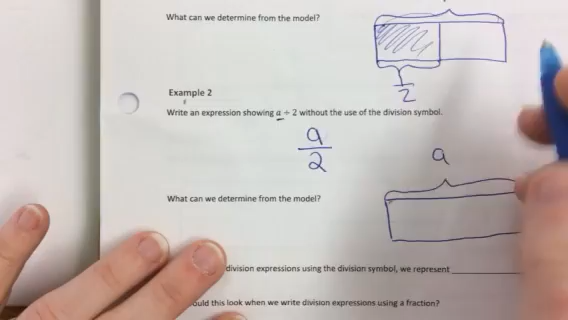 What can we determine from the model?
1
2
Example 2
Write an expression showing a ÷ 2 without the use of the division symbol.
a
2
a
What can we determine from the model?
division expressions using the division symbol, we represent
this look when we write division expressions using a fraction?